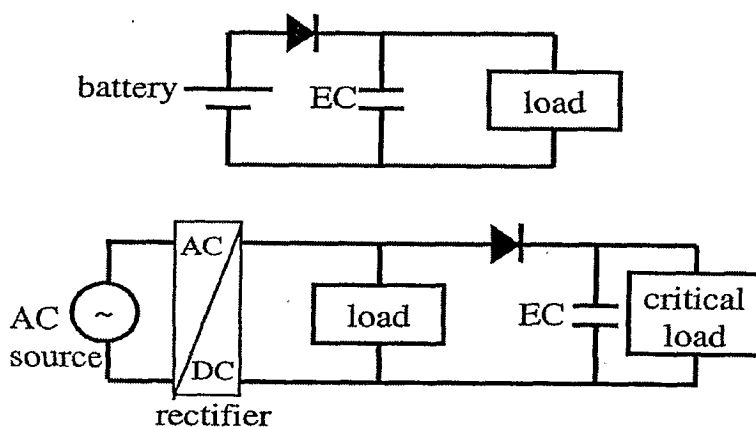 battery
EC
load
AC
source
~
AC
DC
rectifier
load
EC
critical
load